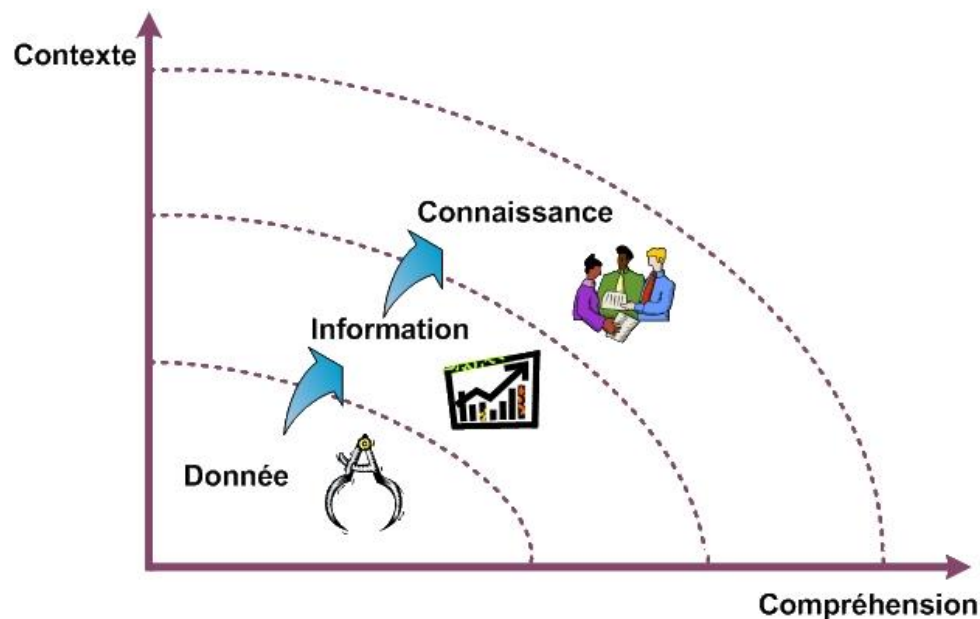 Contexte
Connaissance
Information
Donnée
Compréhension